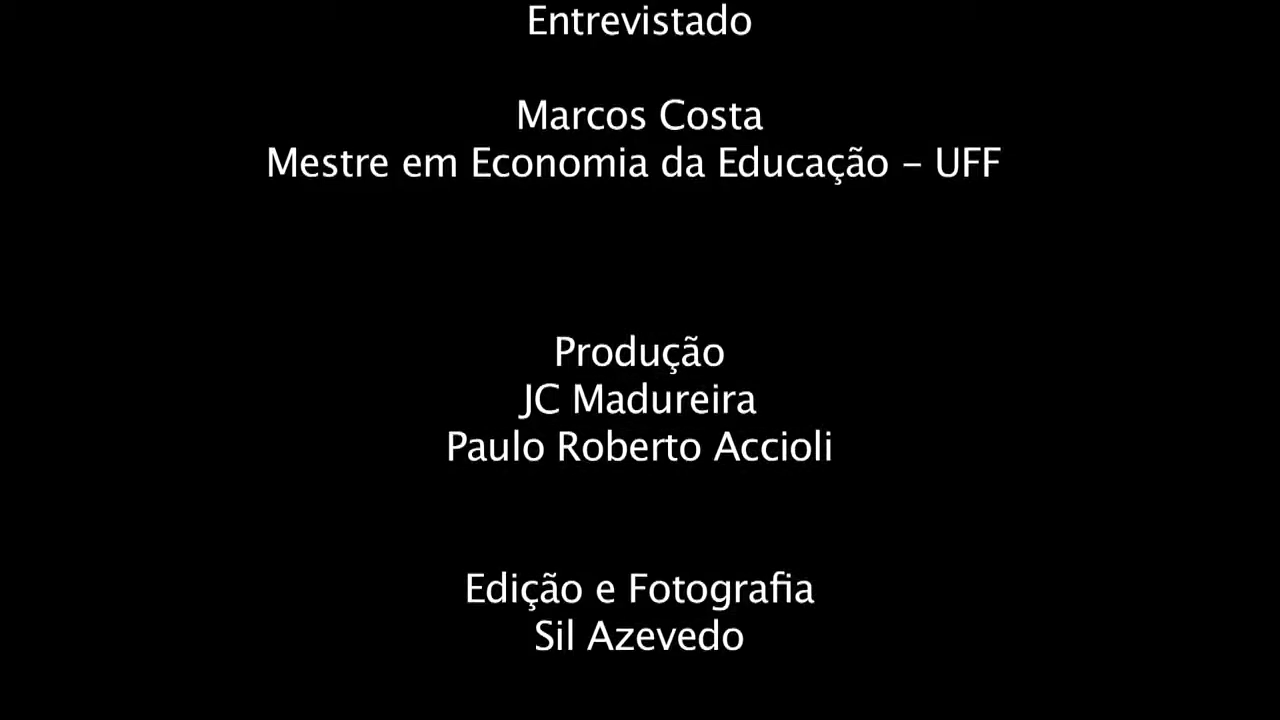 Entrevistado
Marcos Costa
Mestre em Economia da Educação - UFF
Produção
JC Madureira
Paulo Roberto Accioli
Edição e Fotografia
Sil Azevedo